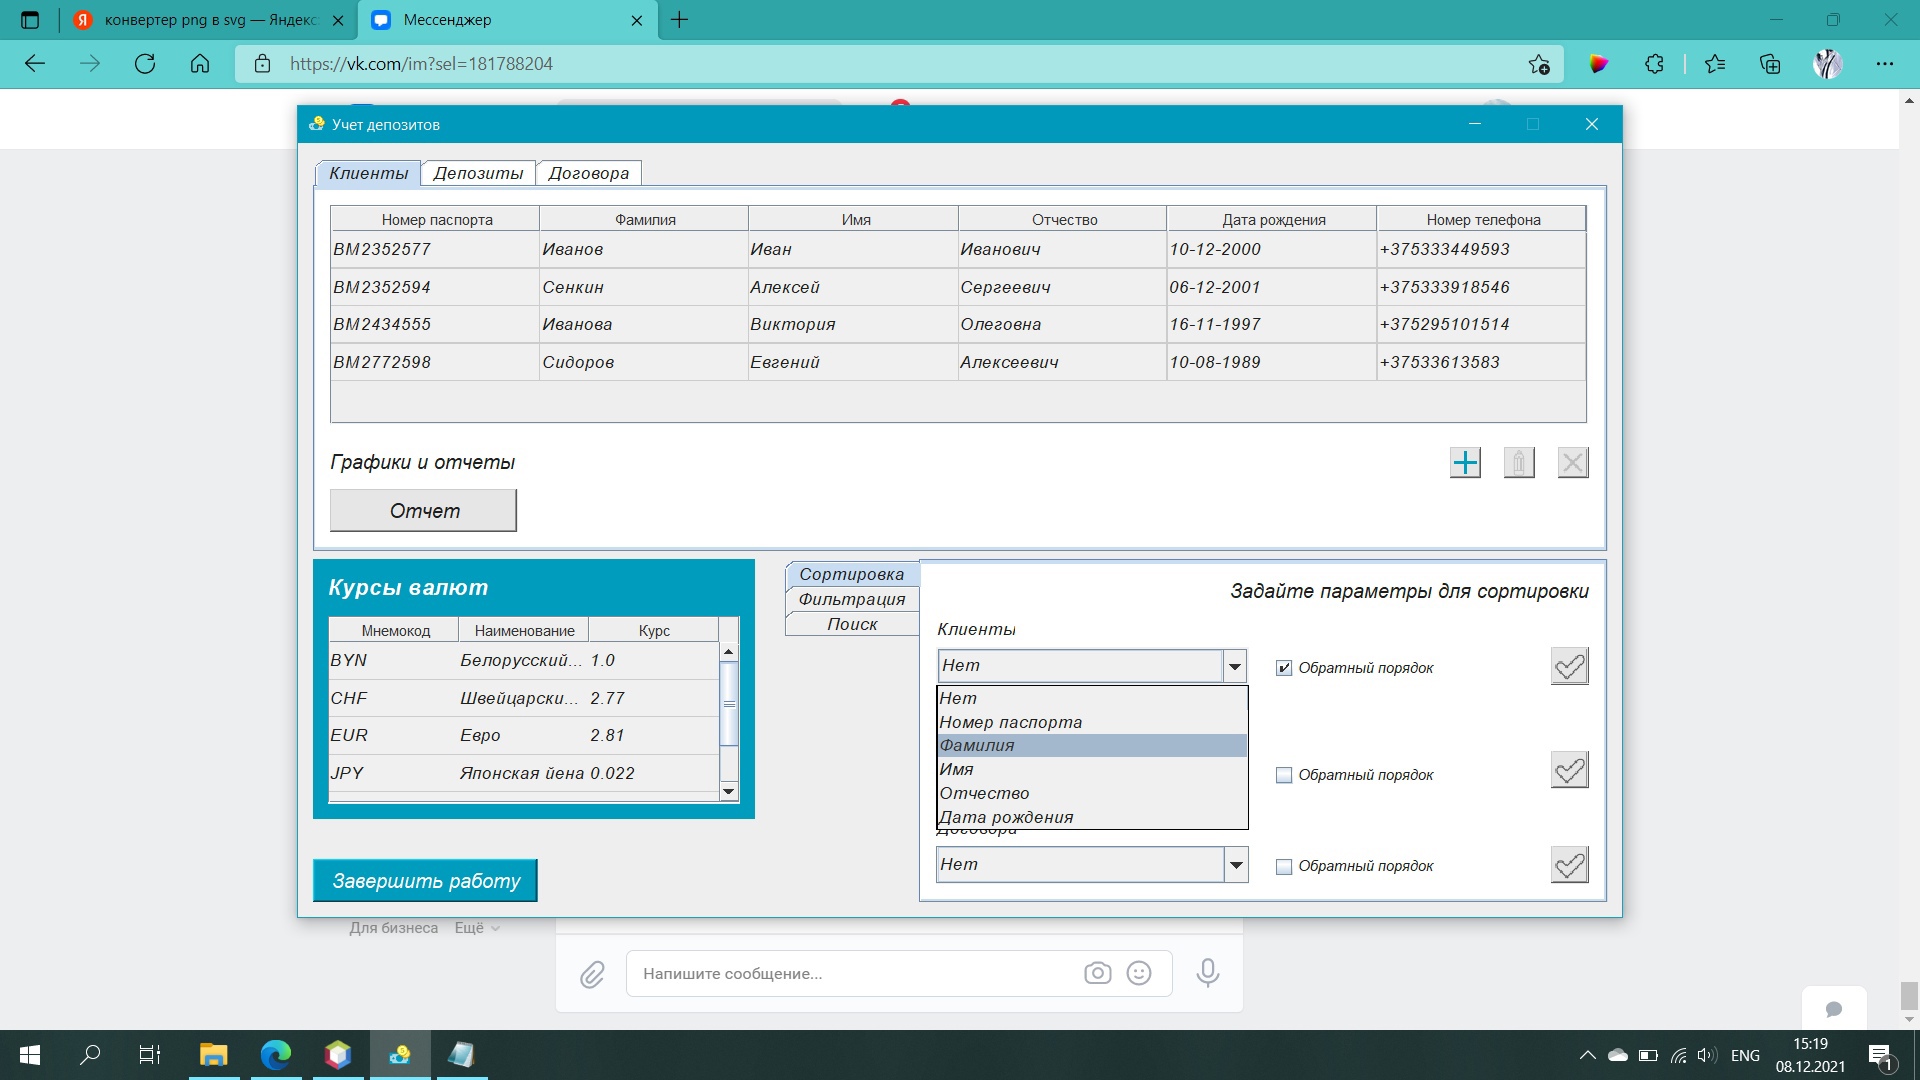 конвертер png в svg — Яндекс
Мессенджер
https://vk.com/im?sel=181788204
Учет депозитов
Клиенты Депозиты Договора
Номер паспорта Фамилия Имя Отчество Дата рождения Номер телефона
BM2352577 Иванов Иван Иванович 10-12-2000 +375333449593
BM2352594 Сенкин Алексей Сергеевич 06-12-2001 +375333918546
BM2434555 Иванова Виктория Олеговна 16-11-1997 +375295101514
BM2772598 Сидоров Евгений Алексеевич 10-08-1989 +37533613583
Графики и отчеты
Отчет
Курсы валют
Мнемокод Наименование Курс
BYN Белорусский... 1.0
CHF Швейцарски... 2.77
EUR Евро 2.81
JPY Японская йена 0.022
Завершить работу
Сортировка
Фильтрация
Поиск
Задайте параметры для сортировки
Клиенты
Нет
Обратный порядок
Нет
Номер паспорта
Фамилия
Имя
Обратный порядок
Отчество
Дата рождения
Договора
Нет
Обратный порядок
Для бизнеса Ещё
Напишите сообщение...
ENG
15:19
08.12.2021
1